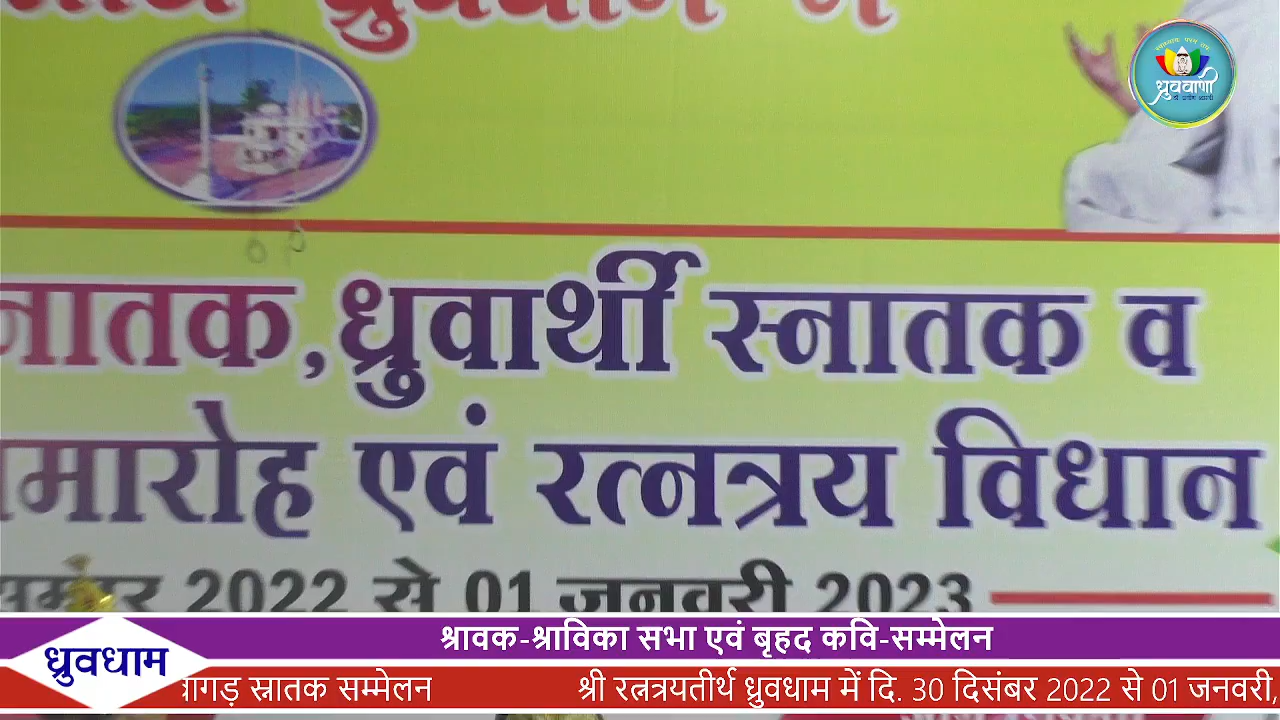 ध्रुववाणी
नातक, ध्रुवार्थी स्नातक व
मारोह एवं रत्नत्रय विधान
2022 से 01 जनवरी 2023
श्रावक-श्राविका सभा एवं बृहद कवि-सम्मेलन
ध्रुवधाम
ागड़ स्नातक सम्मेलन श्री रत्नत्रयतीर्थ ध्रुवधाम में दि. 30 दिसंबर 2022 से 01 जनवरी,